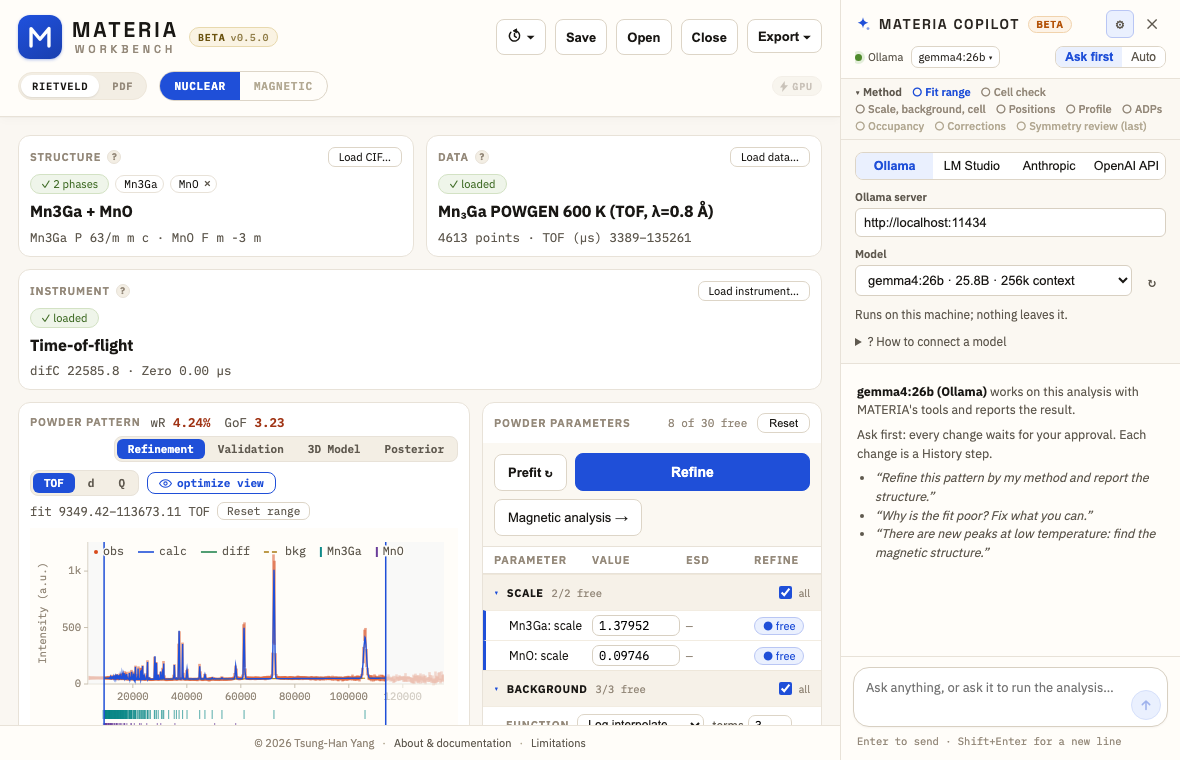 MATERIA
WORKBENCH
BETA v0.5.0
Save
Open
Close
Export
RIETVELD
PDF
NUCLEAR
MAGNETIC
GPU
STRUCTURE ?
Load CIF...
✓ 2 phases
Mn3Ga
MnO ×
Mn3Ga + MnO
Mn3Ga P 63/m m c · MnO F m -3 m
DATA ?
Load data...
✓ loaded
Mn₃Ga POWGEN 600 K (TOF, λ=0.8 Å)
4613 points · TOF (µs) 3389–135261
INSTRUMENT ?
Load instrument...
✓ loaded
Time-of-flight
difC 22585.8 · Zero 0.00 µs
POWDER PATTERN wR 4.24% GoF 3.23
Refinement Validation 3D Model Posterior
TOF d Q
optimize view
fit 9349.42–113673.11 TOF
Reset range
obs calc diff bkg Mn3Ga MnO
Intensity (a.u.)
1k
500
0
20000 40000 60000 80000 100000 120000
POWDER PARAMETERS 8 of 30 free
Reset
Prefit ↻
Refine
Magnetic analysis →
PARAMETER VALUE ESD REFINE
SCALE 2/2 free all
Mn3Ga: scale 1.37952 – free
MnO: scale 0.09746 – free
BACKGROUND 3/3 free all
FUNCTION Log interpolate terms 3
© 2026 Tsung-Han Yang · About & documentation · Limitations
MATERIA COPILOT BETA
Ollama gemma4:26b
Ask first Auto
Method Fit range Cell check
Scale, background, cell Positions Profile ADPs
Occupancy Corrections Symmetry review (last)
Ollama LM Studio Anthropic OpenAI API
Ollama server
http://localhost:11434
Model
gemma4:26b · 25.8B · 256k context
Runs on this machine; nothing leaves it.
? How to connect a model
gemma4:26b (Ollama) works on this analysis with
MATERIA's tools and reports the result.
Ask first: every change waits for your approval. Each
change is a History step.
• “Refine this pattern by my method and report the
structure.”
• “Why is the fit poor? Fix what you can.”
• “There are new peaks at low temperature: find the
magnetic structure.”
Ask anything, or ask it to run the analysis...
Enter to send · Shift+Enter for a new line